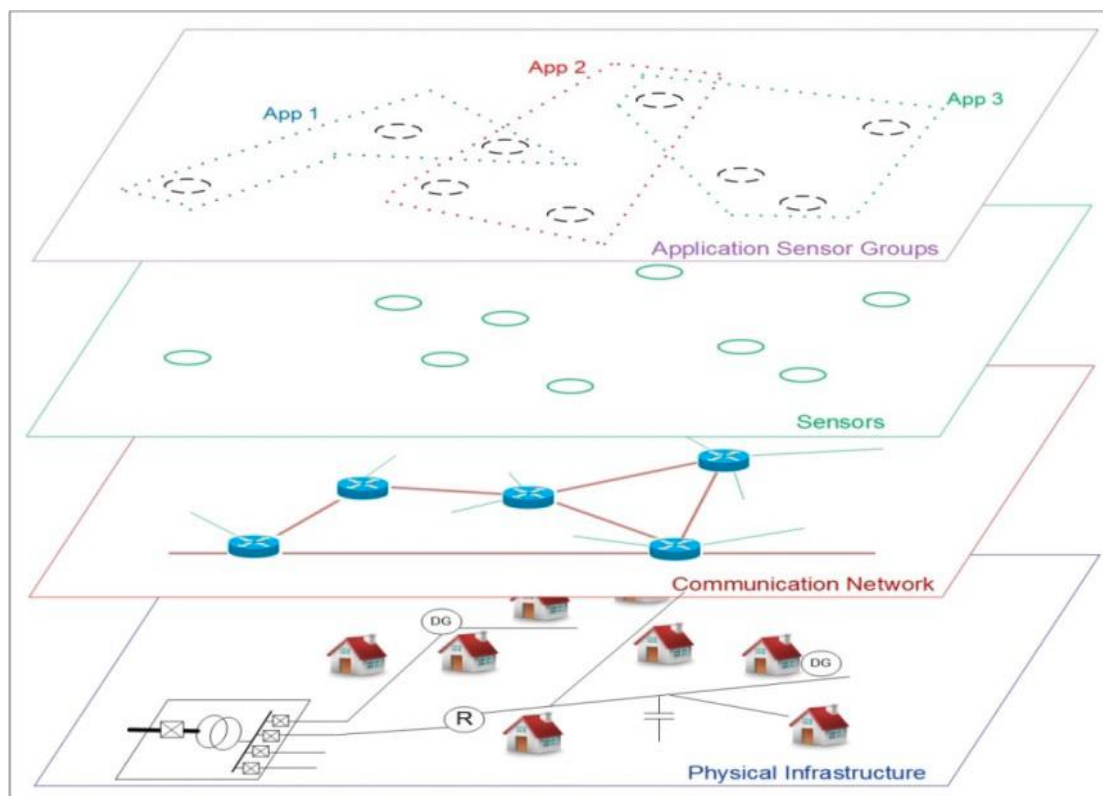 App 2
App 1
App 3
Application Sensor Groups
Sensors
Communication Network
DG
DG
R
Physical Infrastructure